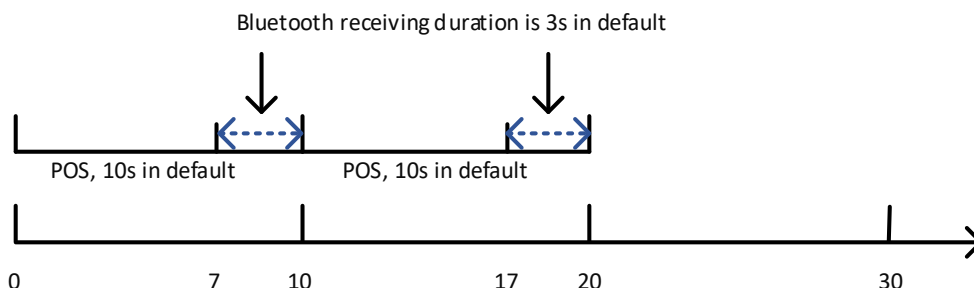 Bluetooth receiving duration is 3s in default
POS, 10s in default POS, 10s in default
0 7 10 17 20 30